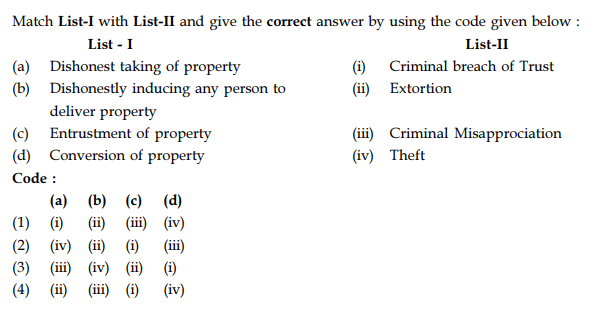 Match List-I with List-II and give the correct answer by using the code given below :
List - I List-II
(a) Dishonest taking of property (i) Criminal breach of Trust
(b) Dishonestly inducing any person to (ii) Extortion
deliver property
(c) Entrustment of property (iii) Criminal Misapprociation
(d) Conversion of property (iv) Theft
Code :
(a) (b) (c) (d)
(1) (i) (ii) (iii) (iv)
(2) (iv) (ii) (i) (iii)
(3) (iii) (iv) (ii) (i)
(4) (ii) (iii) (i) (iv)